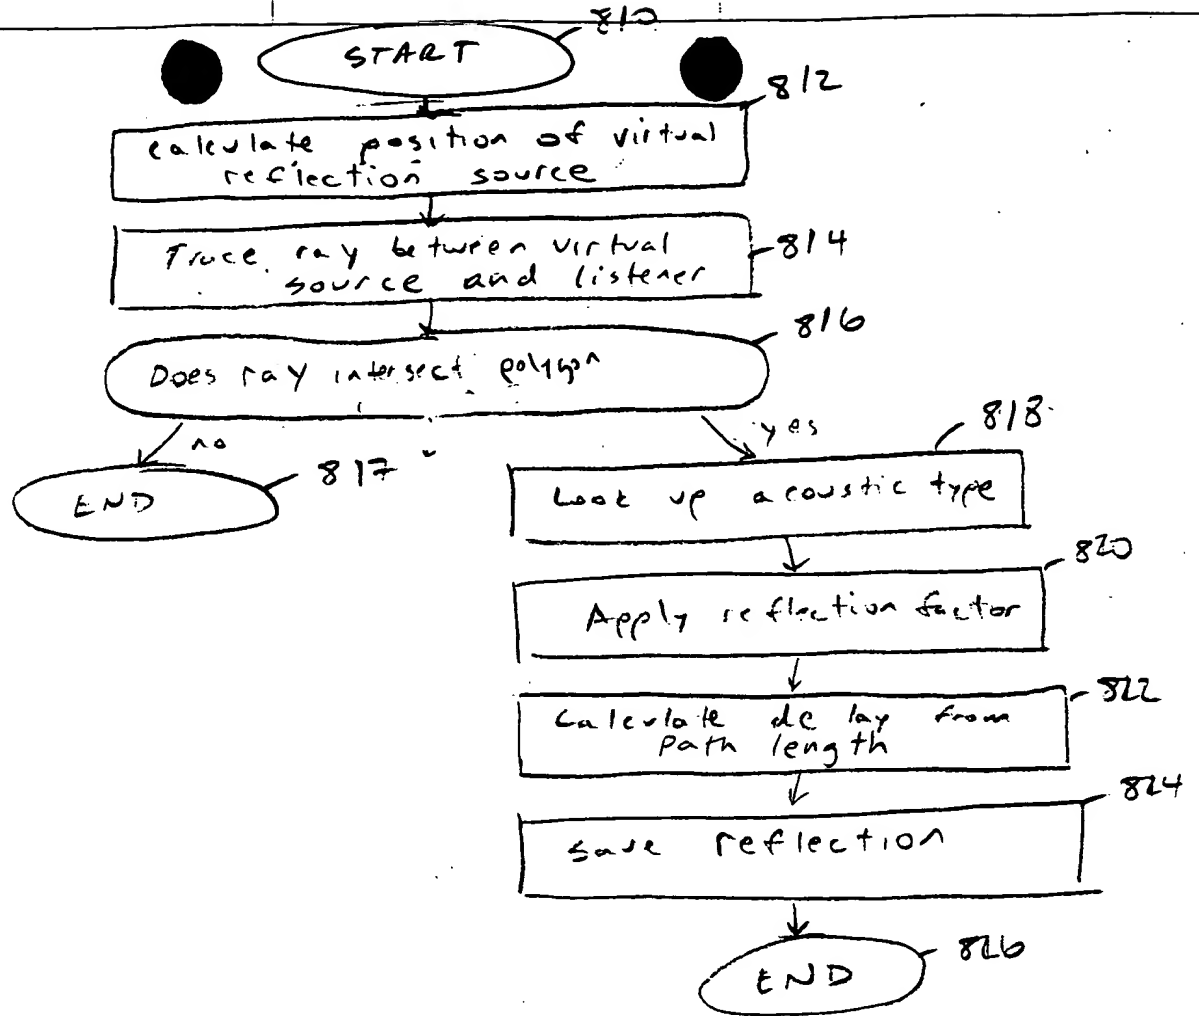 810
START
812
calculate position of virtual
reflection source
Trace ray between virtual
source and listener
814
816
Does ray intersect polygon
no
yes
817
END
818
Look up acoustic type
820
Apply reflection factor
822
Calculate delay from
path length
824
save reflection
826
END